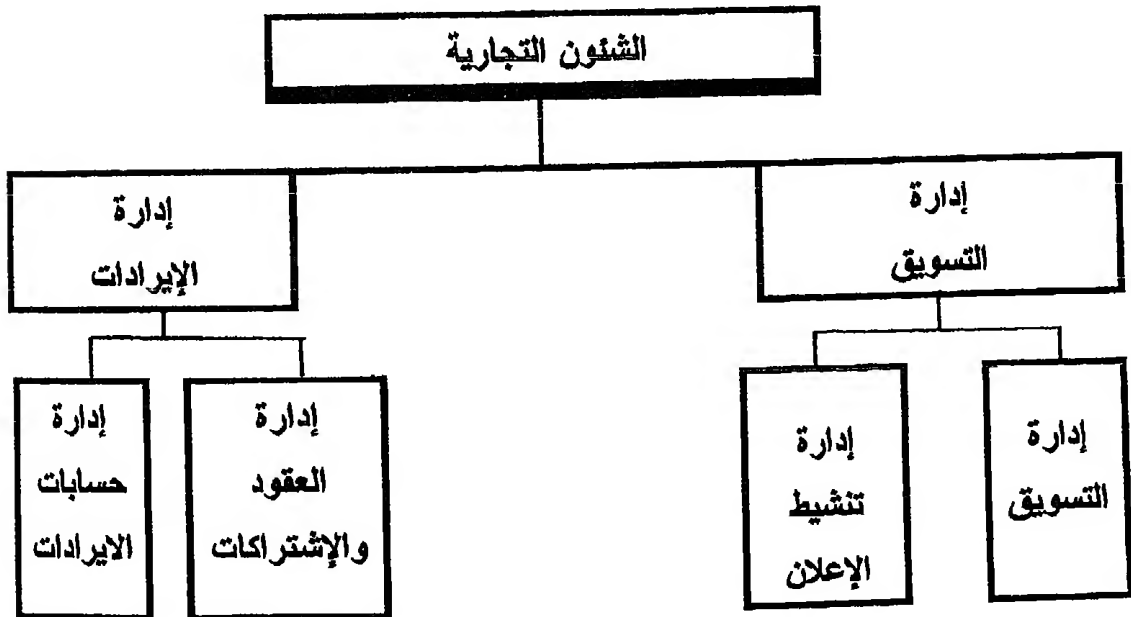 الشئون التجارية
إدارة
التسويق
إدارة
الإيرادات
إدارة
التسويق
إدارة
تنشيط
الإعلان
إدارة
العقود
والإشتراكات
إدارة
حسابات
الايرادات